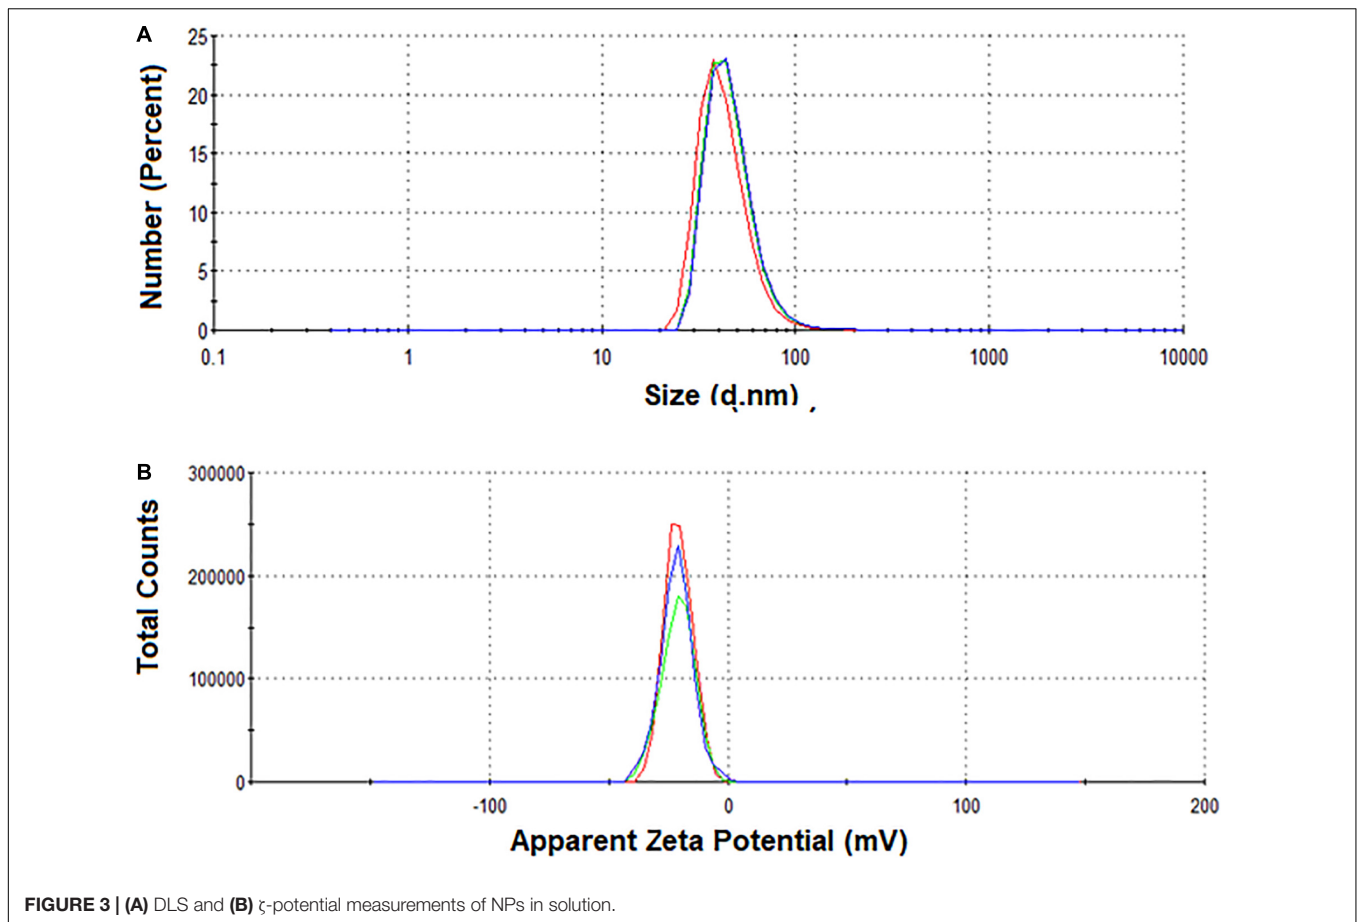 A
25
20
15
10
5
0
Number (Percent)
0.1 1 10 100 1000 10000
Size (d.nm)
B
300000
200000
100000
0
Total Counts
-100 0 100 200
Apparent Zeta Potential (mV)
FIGURE 3 | (A) DLS and (B) ζ-potential measurements of NPs in solution.